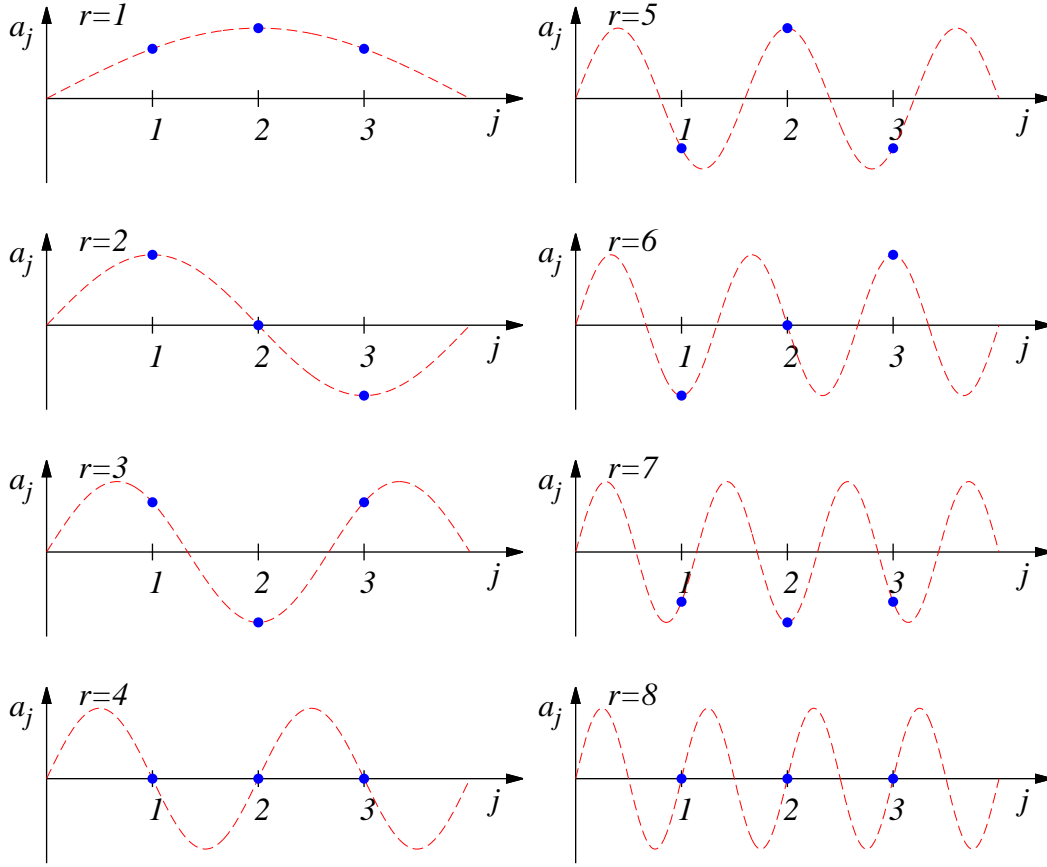 a_j r=1
1 2 3 j
a_j r=5
1 2 3 j
a_j r=2
1 2 3 j
a_j r=6
1 2 3 j
a_j r=3
1 2 3 j
a_j r=7
1 2 3 j
a_j r=4
1 2 3 j
a_j r=8
1 2 3 j